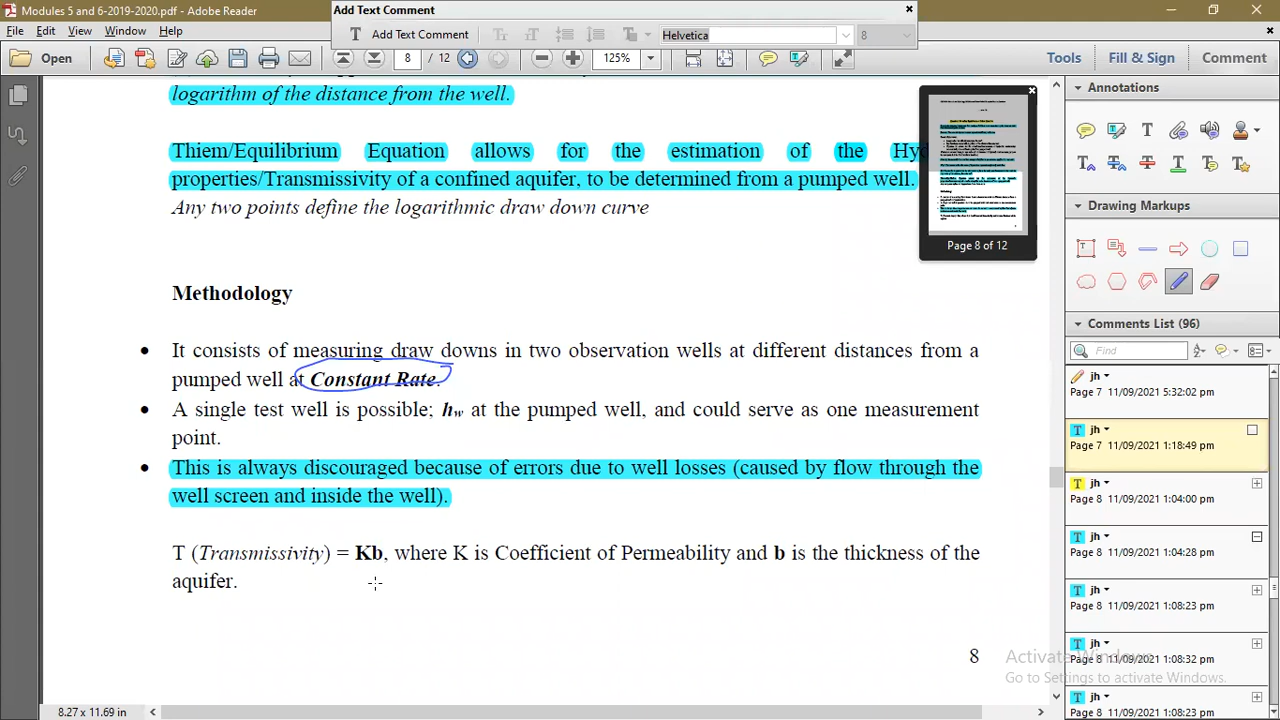 Modules 5 and 6-2019-2020.pdf - Adobe Reader
Add Text Comment
File Edit View Window Help
T Add Text Comment Helvetica 8
Open 8 / 12 125% Tools Fill & Sign Comment
logarithm of the distance from the well.
Thiem/Equilibrium Equation allows for the estimation of the Hyd
properties/Transmissivity of a confined aquifer, to be determined from a pumped well.
Any two points define the logarithmic draw down curve
Methodology
• It consists of measuring draw downs in two observation wells at different distances from a
pumped well at Constant Rate.
• A single test well is possible; hw at the pumped well, and could serve as one measurement
point.
• This is always discouraged because of errors due to well losses (caused by flow through the
well screen and inside the well).
T (Transmissivity) = Kb, where K is Coefficient of Permeability and b is the thickness of the
aquifer.
8
8.27 x 11.69 in
Page 8 of 12
Annotations
Drawing Markups
Comments List (96)
Find
jh
Page 7 11/09/2021 5:32:02 pm
jh
Page 7 11/09/2021 1:18:49 pm
jh
Page 8 11/09/2021 1:04:00 pm
jh
Page 8 11/09/2021 1:04:28 pm
jh
Page 8 11/09/2021 1:08:23 pm
jh
Page 8 11/09/2021 1:08:32 pm
jh
Page 8 11/09/2021 1:08:23 pm
Activate Windows
Go to Settings to activate Windows.